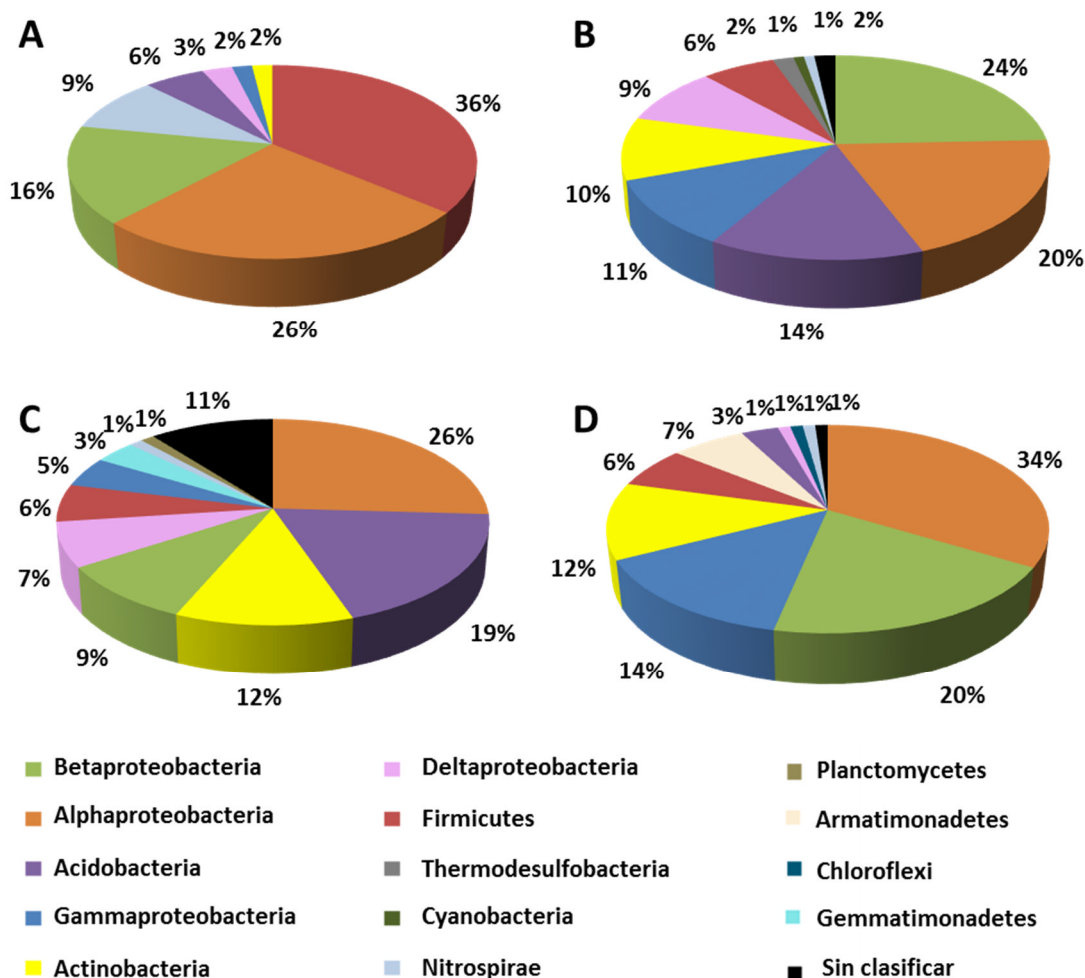 A
B
6% 3% 2% 2%
9%
36%
16%
26%
6% 2% 1% 1% 2%
9%
24%
10%
11%
20%
14%
C
D
3% 1% 1% 11%
5%
26%
6%
7%
9%
19%
12%
7% 3% 1% 1% 1% 1%
6%
34%
12%
14%
20%
Betaproteobacteria
Alphaproteobacteria
Acidobacteria
Gammaproteobacteria
Actinobacteria
Deltaproteobacteria
Firmicutes
Thermodesulfobacteria
Cyanobacteria
Nitrospirae
Planctomycetes
Armatimonadetes
Chloroflexi
Gemmatimonadetes
Sin clasificar